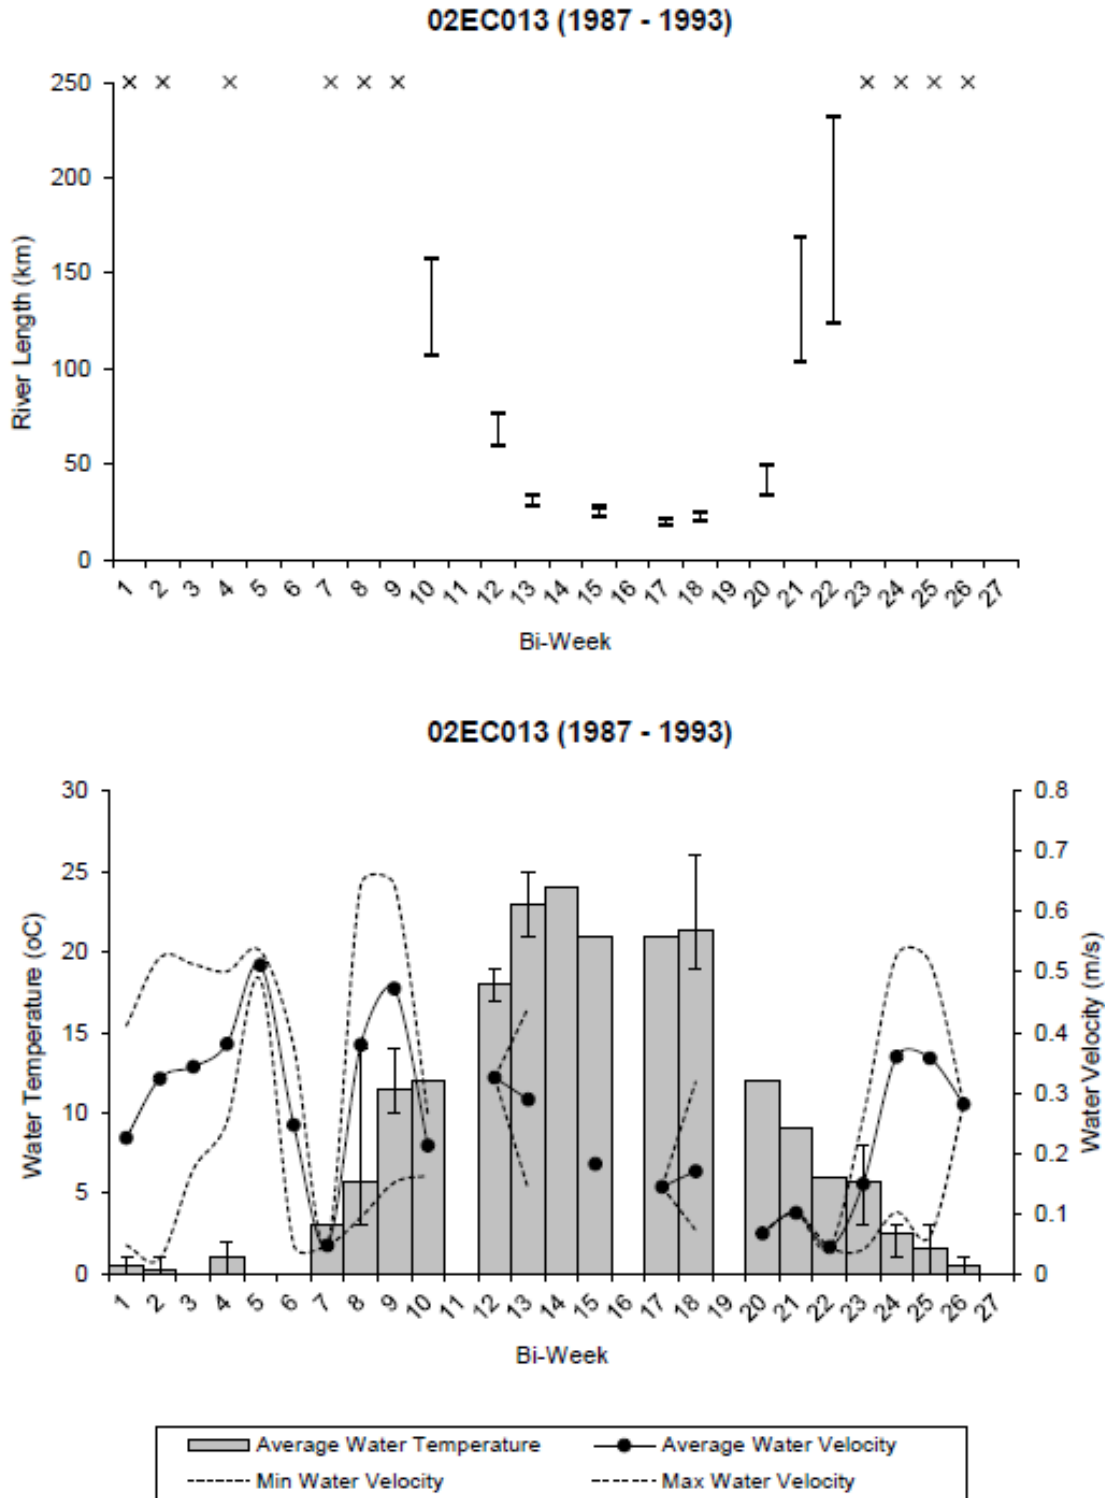 02EC013 (1987 - 1993)
250
200
150
100
50
0
River Length (km)
1 2 3 4 5 6 7 8 9 10 11 12 13 14 15 16 17 18 19 20 21 22 23 24 25 26 27
Bi-Week
02EC013 (1987 - 1993)
30
25
20
15
10
5
0
Water Temperature (oC)
0.8
0.7
0.6
0.5
0.4
0.3
0.2
0.1
0
Water Velocity (m/s)
1 2 3 4 5 6 7 8 9 10 11 12 13 14 15 16 17 18 19 20 21 22 23 24 25 26 27
Bi-Week
Average Water Temperature Average Water Velocity
Min Water Velocity Max Water Velocity